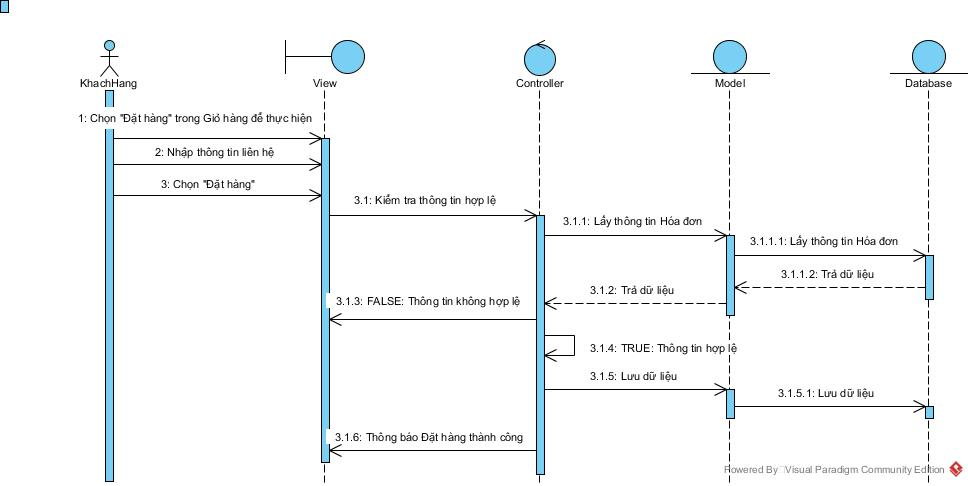 KhachHang
View
Controller
Model
Database
1: Chọn "Đặt hàng" trong Giỏ hàng để thực hiện
2: Nhập thông tin liên hệ
3: Chọn "Đặt hàng"
3.1: Kiểm tra thông tin hợp lệ
3.1.1: Lấy thông tin Hóa đơn
3.1.1.1: Lấy thông tin Hóa đơn
3.1.1.2: Trả dữ liệu
3.1.2: Trả dữ liệu
3.1.3: FALSE: Thông tin không hợp lệ
3.1.4: TRUE: Thông tin hợp lệ
3.1.5: Lưu dữ liệu
3.1.5.1: Lưu dữ liệu
3.1.6: Thông báo Đặt hàng thành công
Powered By Visual Paradigm Community Edition